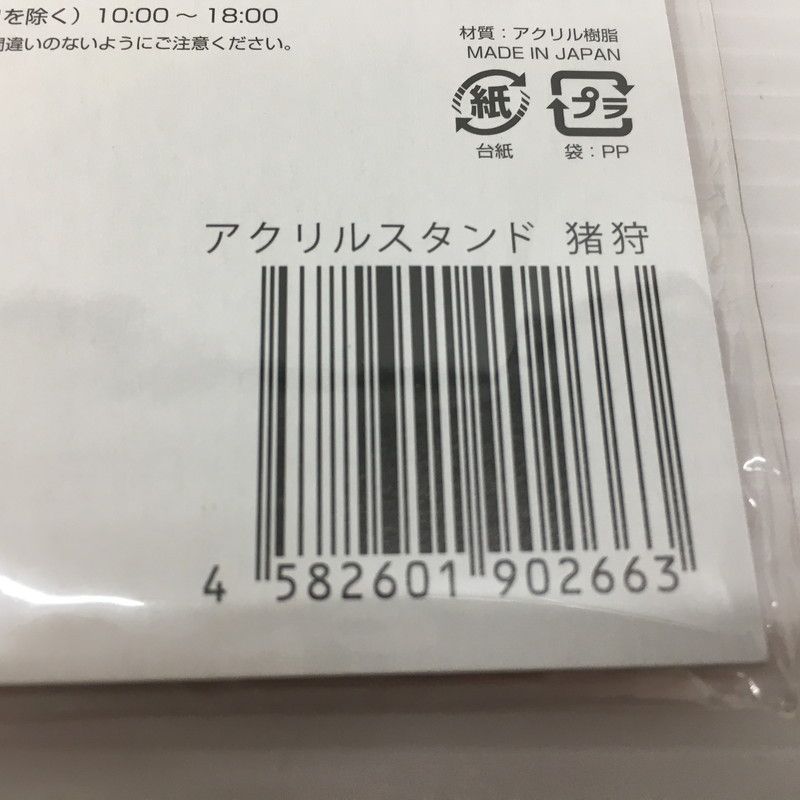 を除く）10:00 ～ 18:00
間違いのないようにご注意ください。
材質：アクリル樹脂
MADE IN JAPAN
紙
プラ
台紙
袋：PP
アクリルスタンド 猪狩
4 582601 902663